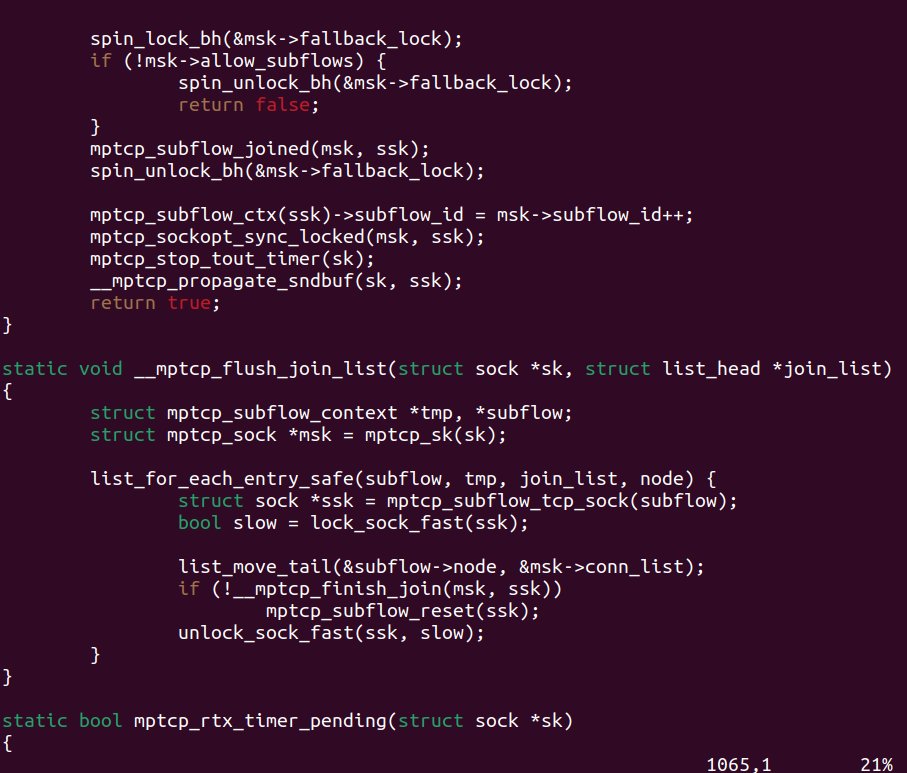 spin_lock_bh(&msk->fallback_lock);
        if (!msk->allow_subflows) {
                spin_unlock_bh(&msk->fallback_lock);
                return false;
        }
        mptcp_subflow_joined(msk, ssk);
        spin_unlock_bh(&msk->fallback_lock);

        mptcp_subflow_ctx(ssk)->subflow_id = msk->subflow_id++;
        mptcp_sockopt_sync_locked(msk, ssk);
        mptcp_stop_tout_timer(sk);
        __mptcp_propagate_sndbuf(sk, ssk);
        return true;
}

static void __mptcp_flush_join_list(struct sock *sk, struct list_head *join_list)
{
        struct mptcp_subflow_context *tmp, *subflow;
        struct mptcp_sock *msk = mptcp_sk(sk);

        list_for_each_entry_safe(subflow, tmp, join_list, node) {
                struct sock *ssk = mptcp_subflow_tcp_sock(subflow);
                bool slow = lock_sock_fast(ssk);

                list_move_tail(&subflow->node, &msk->conn_list);
                if (!__mptcp_finish_join(msk, ssk))
                        mptcp_subflow_reset(ssk);
                unlock_sock_fast(ssk, slow);
        }
}

static bool mptcp_rtx_timer_pending(struct sock *sk)
{
1065,1 21%